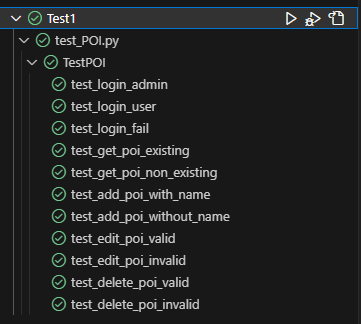 Test1
test_POI.py
TestPOI
test_login_admin
test_login_user
test_login_fail
test_get_poi_existing
test_get_poi_non_existing
test_add_poi_with_name
test_add_poi_without_name
test_edit_poi_valid
test_edit_poi_invalid
test_delete_poi_valid
test_delete_poi_invalid